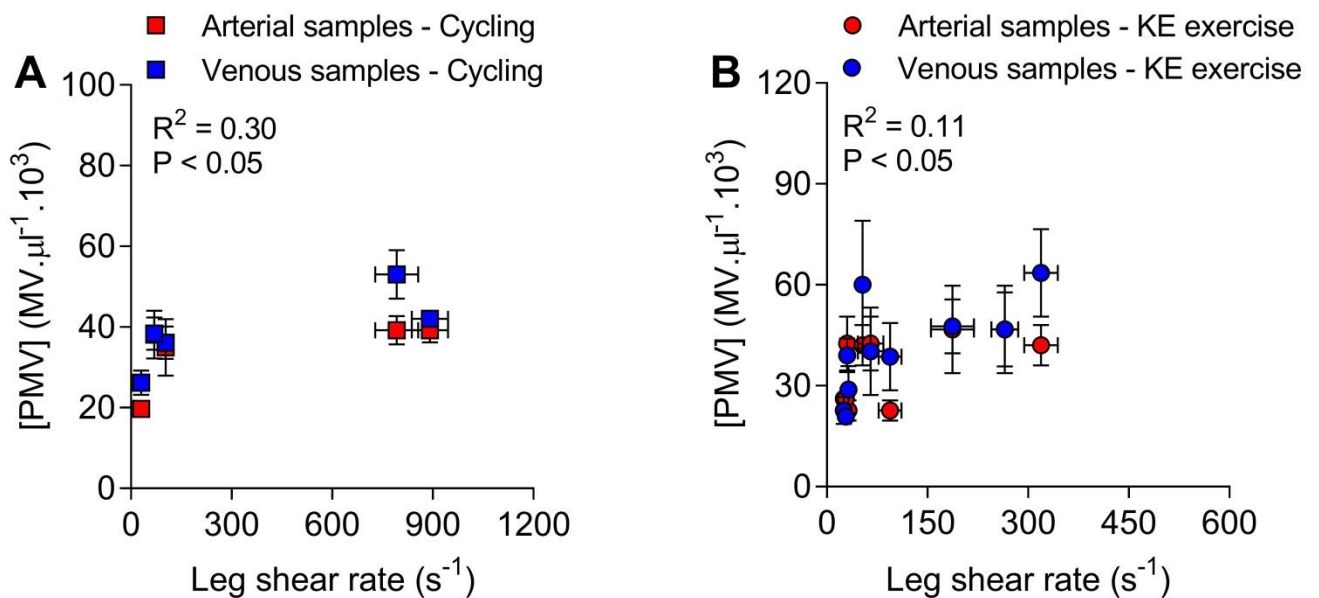 Arterial samples - Cycling
Venous samples - Cycling
A
R² = 0.30
P < 0.05
[PMV] (MV.µl⁻¹.10³)
100
80
60
40
20
0
0 300 600 900 1200
Leg shear rate (s⁻¹)
Arterial samples - KE exercise
Venous samples - KE exercise
B
R² = 0.11
P < 0.05
[PMV] (MV.µl⁻¹.10³)
120
90
60
30
0
0 150 300 450 600
Leg shear rate (s⁻¹)